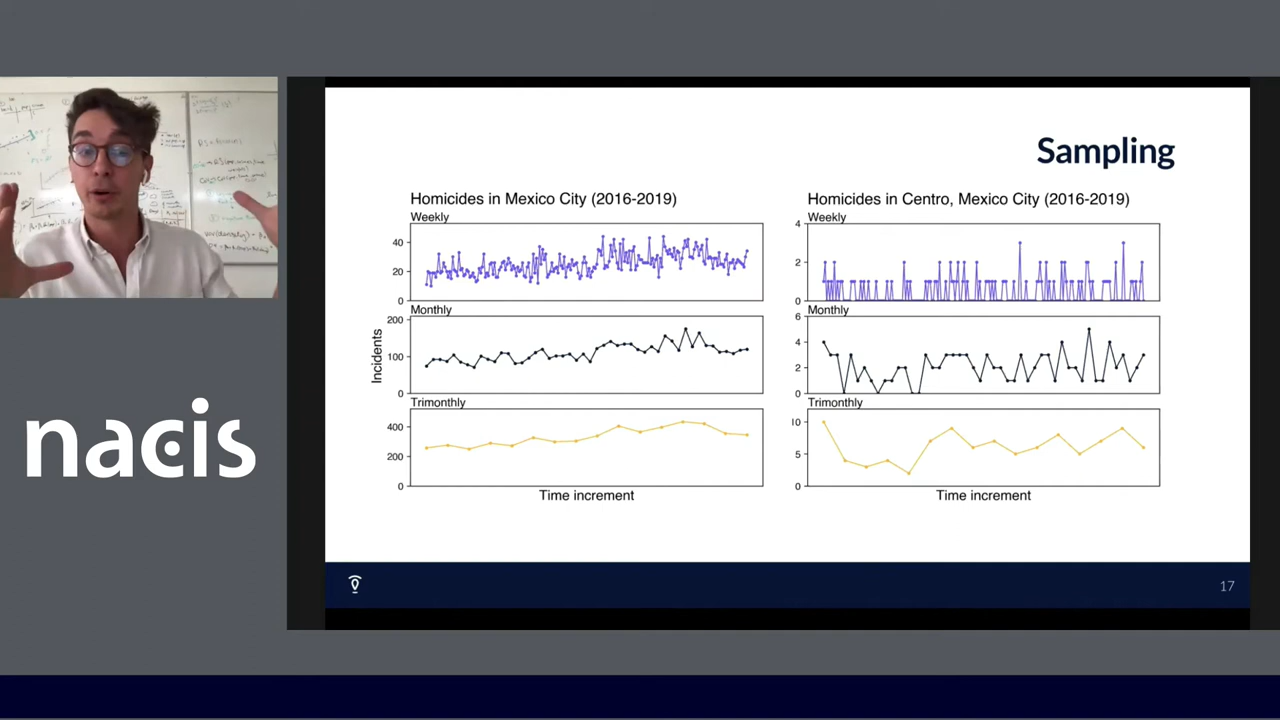 Sampling
Homicides in Mexico City (2016-2019)
Weekly
40
20
0
Monthly
200
100
0
Trimonthly
400
200
0
Incidents
Time increment
Homicides in Centro, Mexico City (2016-2019)
Weekly
4
2
0
Monthly
6
4
2
0
Trimonthly
10
5
0
Time increment
nacis
17